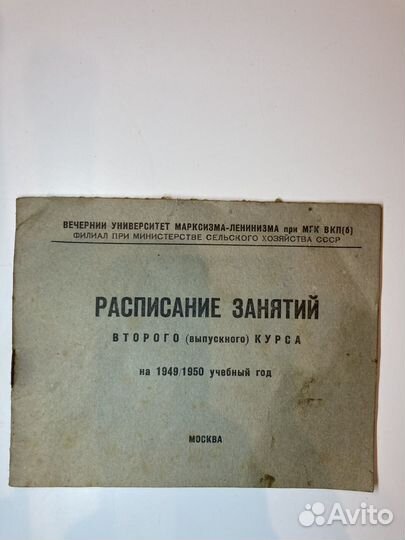 ВЕЧЕРНИИ УНИВЕРСИТЕТ МАРКСИЗМА-ЛЕНИНИЗМА при МГК ВКП(б)
ФИЛИАЛ ПРИ МИНИСТЕРСТВЕ СЕЛЬСКОГО ХОЗЯЙСТВА СССР
РАСПИСАНИЕ ЗАНЯТИЙ
ВТОРОГО (выпускного) КУРСА
на 1949/1950 учебный год
МОСКВА
Avito